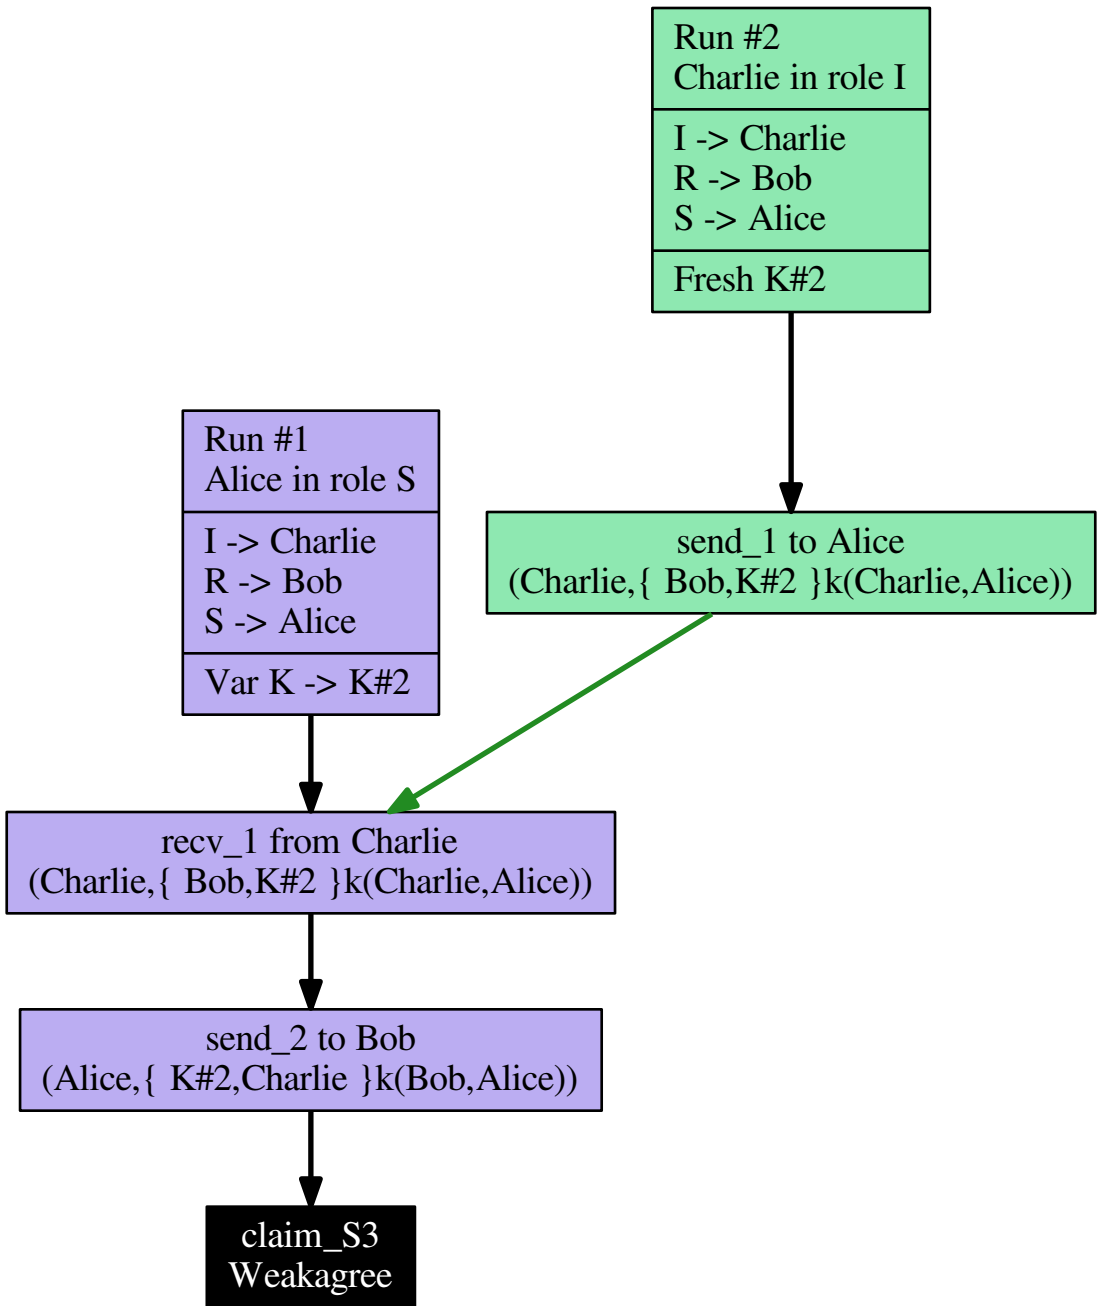 Run #2
Charlie in role I
I -> Charlie
R -> Bob
S -> Alice
Fresh K#2
Run #1
Alice in role S
I -> Charlie
R -> Bob
S -> Alice
Var K -> K#2
send_1 to Alice
(Charlie,{ Bob,K#2 }k(Charlie,Alice))
recv_1 from Charlie
(Charlie,{ Bob,K#2 }k(Charlie,Alice))
send_2 to Bob
(Alice,{ K#2,Charlie }k(Bob,Alice))
claim_S3
Weakagree